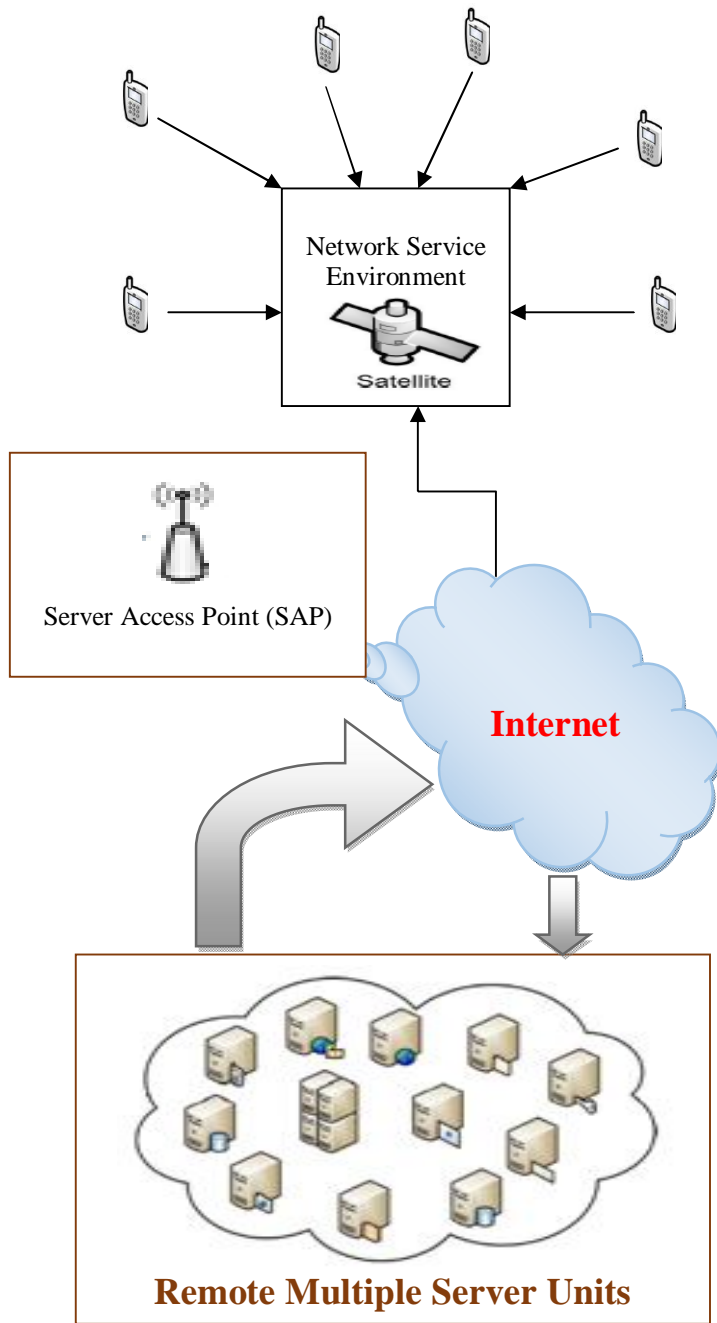 Network Service
Environment
Satellite
Server Access Point (SAP)
Internet
Remote Multiple Server Units